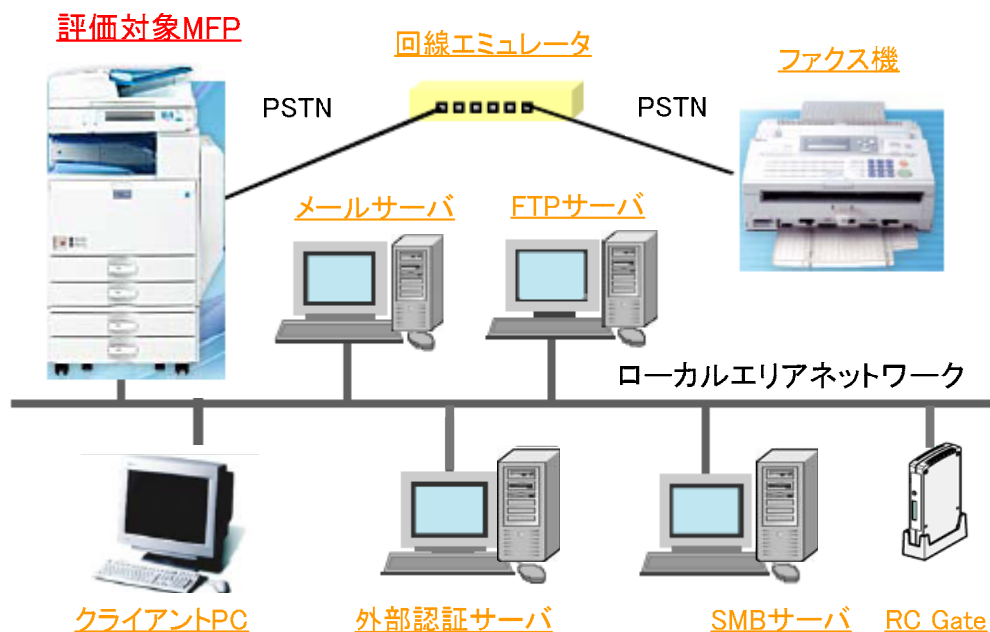 評価対象MFP
回線エミュレータ
ファクス機
PSTN
PSTN
メールサーバ
FTPサーバ
ローカルエリアネットワーク
クライアントPC
外部認証サーバ
SMBサーバ
RC Gate